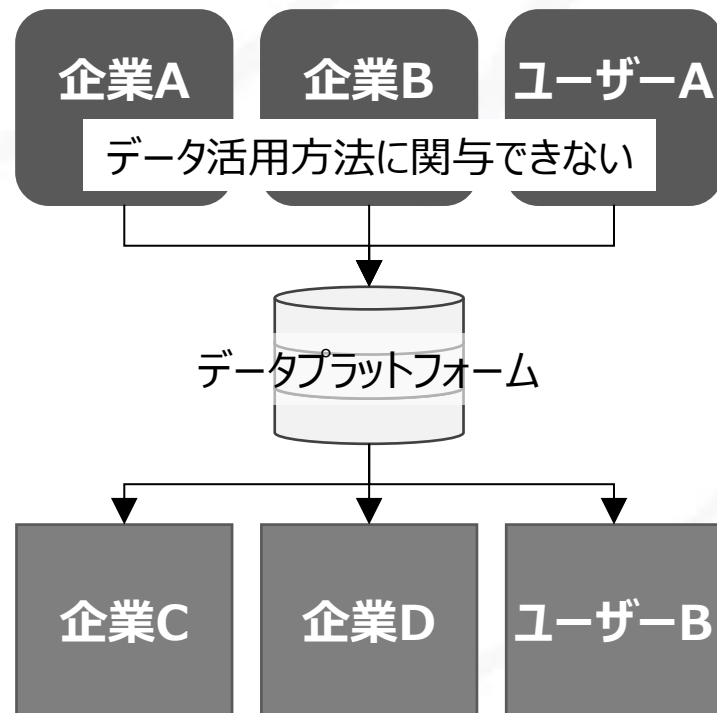 企業A
企業B
ユーザーA
データ活用方法に関与できない
データプラットフォーム
企業C
企業D
ユーザーB